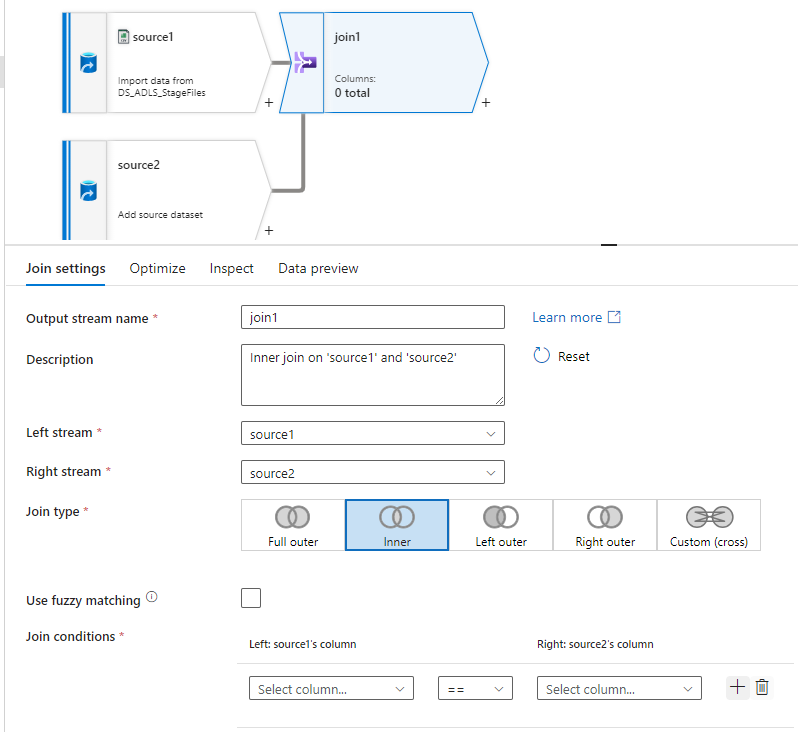 source1
Import data from
DS_ADLS_StageFiles
+
join1
Columns:
0 total
+
source2
Add source dataset
+
Join settings Optimize Inspect Data preview
Output stream name * join1 Learn more
Description Inner join on 'source1' and 'source2' Reset
Left stream * source1
Right stream * source2
Join type * Full outer Inner Left outer Right outer Custom (cross)
Use fuzzy matching
Join conditions * Left: source1's column Right: source2's column
Select column... == Select column... +